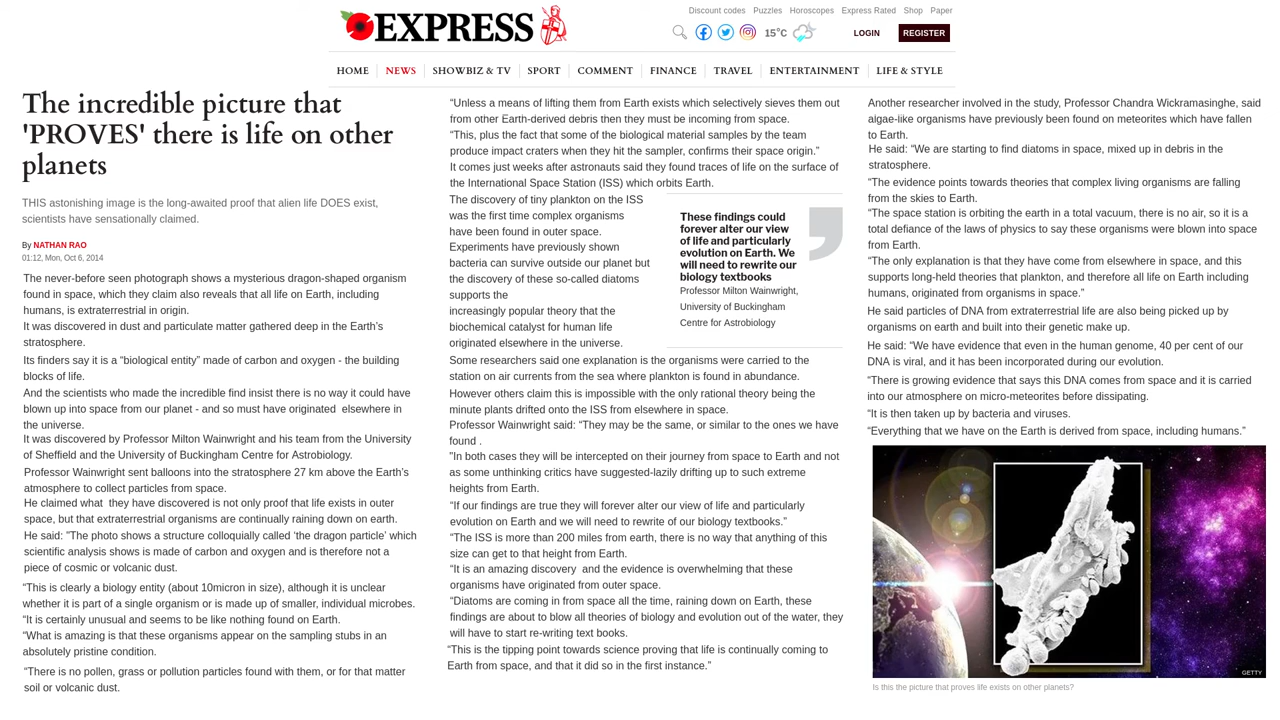 Discount codes Puzzles Horoscopes Express Rated Shop Paper
EXPRESS
15°C
LOGIN
REGISTER
HOME NEWS SHOWBIZ & TV SPORT COMMENT FINANCE TRAVEL ENTERTAINMENT LIFE & STYLE
The incredible picture that
'PROVES' there is life on other
planets
THIS astonishing image is the long-awaited proof that alien life DOES exist,
scientists have sensationally claimed.
By NATHAN RAO
01:12, Mon, Oct 6, 2014
The never-before seen photograph shows a mysterious dragon-shaped organism
found in space, which they claim also reveals that all life on Earth, including
humans, is extraterrestrial in origin.
It was discovered in dust and particulate matter gathered deep in the Earth’s
stratosphere.
Its finders say it is a “biological entity” made of carbon and oxygen - the building
blocks of life.
And the scientists who made the incredible find insist there is no way it could have
blown up into space from our planet - and so must have originated  elsewhere in
the universe.
It was discovered by Professor Milton Wainwright and his team from the University
of Sheffield and the University of Buckingham Centre for Astrobiology.
Professor Wainwright sent balloons into the stratosphere 27 km above the Earth’s
atmosphere to collect particles from space.
He claimed what  they have discovered is not only proof that life exists in outer
space, but that extraterrestrial organisms are continually raining down on earth.
He said: "The photo shows a structure colloquially called ‘the dragon particle’ which
scientific analysis shows is made of carbon and oxygen and is therefore not a
piece of cosmic or volcanic dust.
“This is clearly a biology entity (about 10micron in size), although it is unclear
whether it is part of a single organism or is made up of smaller, individual microbes.
“It is certainly unusual and seems to be like nothing found on Earth.
“What is amazing is that these organisms appear on the sampling stubs in an
absolutely pristine condition.
“There is no pollen, grass or pollution particles found with them, or for that matter
soil or volcanic dust.
“Unless a means of lifting them from Earth exists which selectively sieves them out
from other Earth-derived debris then they must be incoming from space.
“This, plus the fact that some of the biological material samples by the team
produce impact craters when they hit the sampler, confirms their space origin.”
It comes just weeks after astronauts said they found traces of life on the surface of
the International Space Station (ISS) which orbits Earth.
The discovery of tiny plankton on the ISS
was the first time complex organisms
have been found in outer space.
Experiments have previously shown
bacteria can survive outside our planet but
the discovery of these so-called diatoms
supports the
increasingly popular theory that the
biochemical catalyst for human life
originated elsewhere in the universe.
These findings could
forever alter our view
of life and particularly
evolution on Earth. We
will need to rewrite our
biology textbooks
Professor Milton Wainwright,
University of Buckingham
Centre for Astrobiology
Some researchers said one explanation is the organisms were carried to the
station on air currents from the sea where plankton is found in abundance.
However others claim this is impossible with the only rational theory being the
minute plants drifted onto the ISS from elsewhere in space.
Professor Wainwright said: “They may be the same, or similar to the ones we have
found .
"In both cases they will be intercepted on their journey from space to Earth and not
as some unthinking critics have suggested-lazily drifting up to such extreme
heights from Earth.
“If our findings are true they will forever alter our view of life and particularly
evolution on Earth and we will need to rewrite of our biology textbooks.”
“The ISS is more than 200 miles from earth, there is no way that anything of this
size can get to that height from Earth.
“It is an amazing discovery  and the evidence is overwhelming that these
organisms have originated from outer space.
“Diatoms are coming in from space all the time, raining down on Earth, these
findings are about to blow all theories of biology and evolution out of the water, they
will have to start re-writing text books.
“This is the tipping point towards science proving that life is continually coming to
Earth from space, and that it did so in the first instance.”
Another researcher involved in the study, Professor Chandra Wickramasinghe, said
algae-like organisms have previously been found on meteorites which have fallen
to Earth.
He said: “We are starting to find diatoms in space, mixed up in debris in the
stratosphere.
“The evidence points towards theories that complex living organisms are falling
from the skies to Earth.
“The space station is orbiting the earth in a total vacuum, there is no air, so it is a
total defiance of the laws of physics to say these organisms were blown into space
from Earth.
“The only explanation is that they have come from elsewhere in space, and this
supports long-held theories that plankton, and therefore all life on Earth including
humans, originated from organisms in space.”
He said particles of DNA from extraterrestrial life are also being picked up by
organisms on earth and built into their genetic make up.
He said: “We have evidence that even in the human genome, 40 per cent of our
DNA is viral, and it has been incorporated during our evolution.
“There is growing evidence that says this DNA comes from space and it is carried
into our atmosphere on micro-meteorites before dissipating.
“It is then taken up by bacteria and viruses.
“Everything that we have on the Earth is derived from space, including humans.”
GETTY
Is this the picture that proves life exists on other planets?